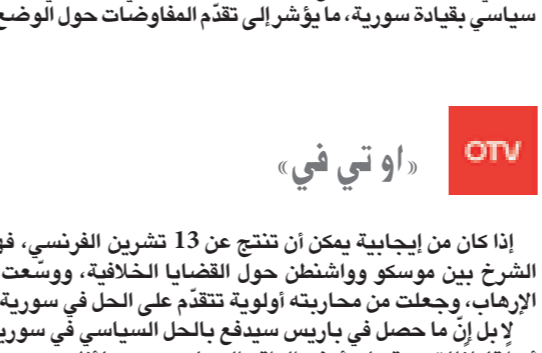 سياسي بقيادة سورية، ما يؤشر إلى تقدّم المفاوضات حول الوضع
OTV
«او تي في»
إذا كان من إيجابية يمكن أن تنتج عن 13 تشرين الفرنسي،
الشرخ بين موسكو وواشنطن حول القضايا الخلافية، ووسّعت
الإرهاب، وجعلت من محاربته أولوية تتقدّم على الحل في سورية
لا بل إنّ ما حصل في باريس سيدفع بالحل السياسي في